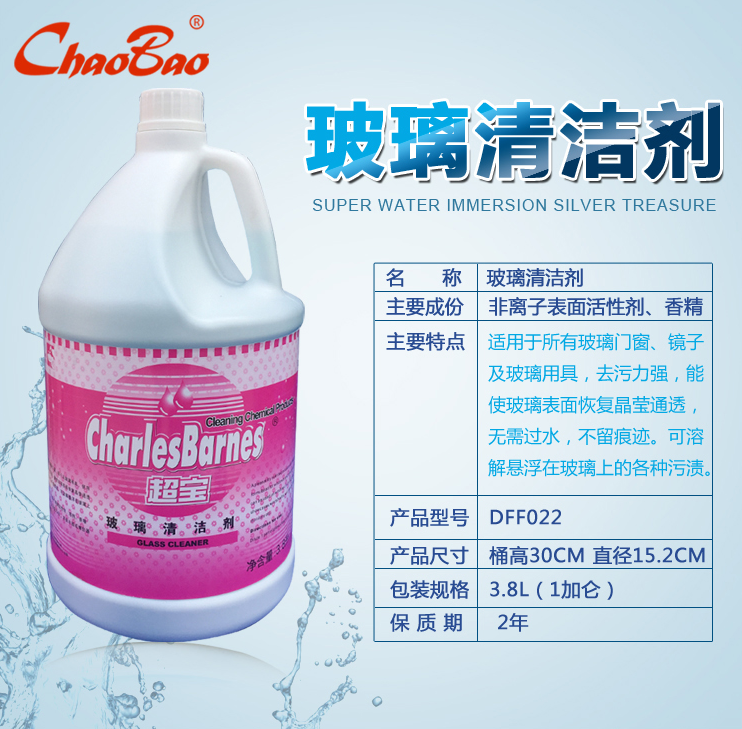 ChaoBao®
玻璃清洁剂
SUPER WATER IMMERSION SILVER TREASURE
名 称 玻璃清洁剂
主要成份 非离子表面活性剂、香精
主要特点 适用于所有玻璃门窗、镜子
及玻璃用具，去污力强，能
使玻璃表面恢复晶莹通透，
无需过水，不留痕迹。可溶
解悬浮在玻璃上的各种污渍。
产品型号 DFF022
产品尺寸 桶高30CM 直径15.2CM
包装规格 3.8L（1加仑）
保 质 期 2年
Cleaning Chemical
CharlesBarnes®
超宝
玻璃清洁剂
GLASS CLEANER
净含量